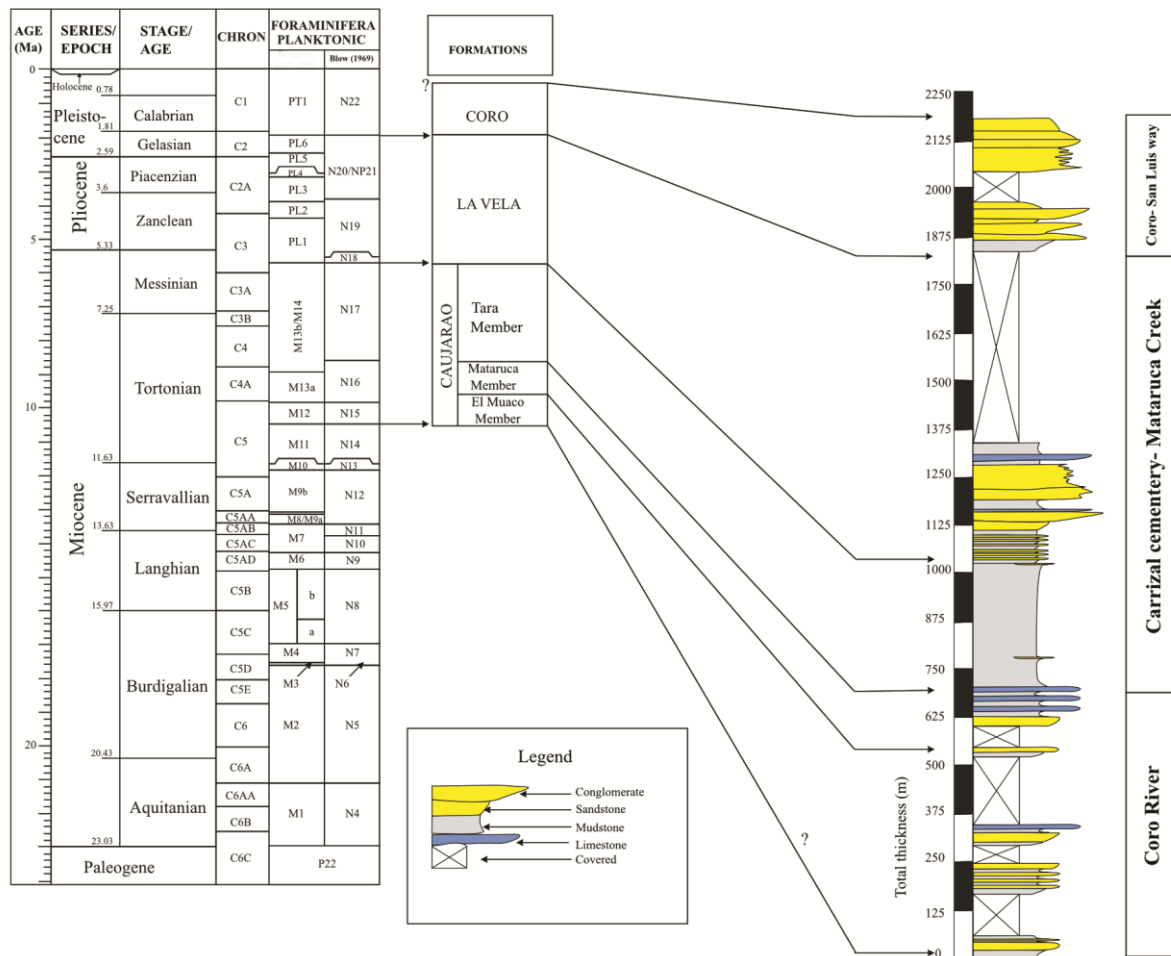 AGE
(Ma)
SERIES/
EPOCH
STAGE/
AGE
CHRON
FORAMINIFERA
PLANKTONIC
Blow (1969)
0
5
10
20
Holocene
0.78
Pleisto-
cene
1.81
2.59
Pliocene
3.6
5.33
Miocene
7.25
11.63
13.63
15.97
20.43
23.03
Paleogene
Calabrian
Gelasian
Piacenzian
Zanclean
Messinian
Tortonian
Serravallian
Langhian
Burdigalian
Aquitanian
C1
C2
C2A
C3
C3A
C3B
C4
C4A
C5
C5A
C5AA
C5AB
C5AC
C5AD
C5B
C5C
C5D
C5E
C6
C6A
C6AA
C6B
C6C
PT1
PL6
PL5
PL4
PL3
PL2
PL1
M13b/M14
M13a
M12
M11
M10
M9b
M8/M9a
M7
M6
M5
b
a
M4
M3
M2
M1
P22
N22
N20/NP21
N19
N18
N17
N16
N15
N14
N13
N12
N11
N10
N9
N8
N7
N6
N5
N4
FORMATIONS
?
CORO
LA VELA
CAUJARAO
Tara
Member
Mataruca
Member
El Muaco
Member
?
Legend
Conglomerate
Sandstone
Mudstone
Limestone
Covered
Total thickness (m)
2250
2125
2000
1875
1750
1625
1500
1375
1250
1125
1000
875
750
625
500
375
250
125
0
Coro- San Luis way
Carrizal cementery- Mataruca Creek
Coro River